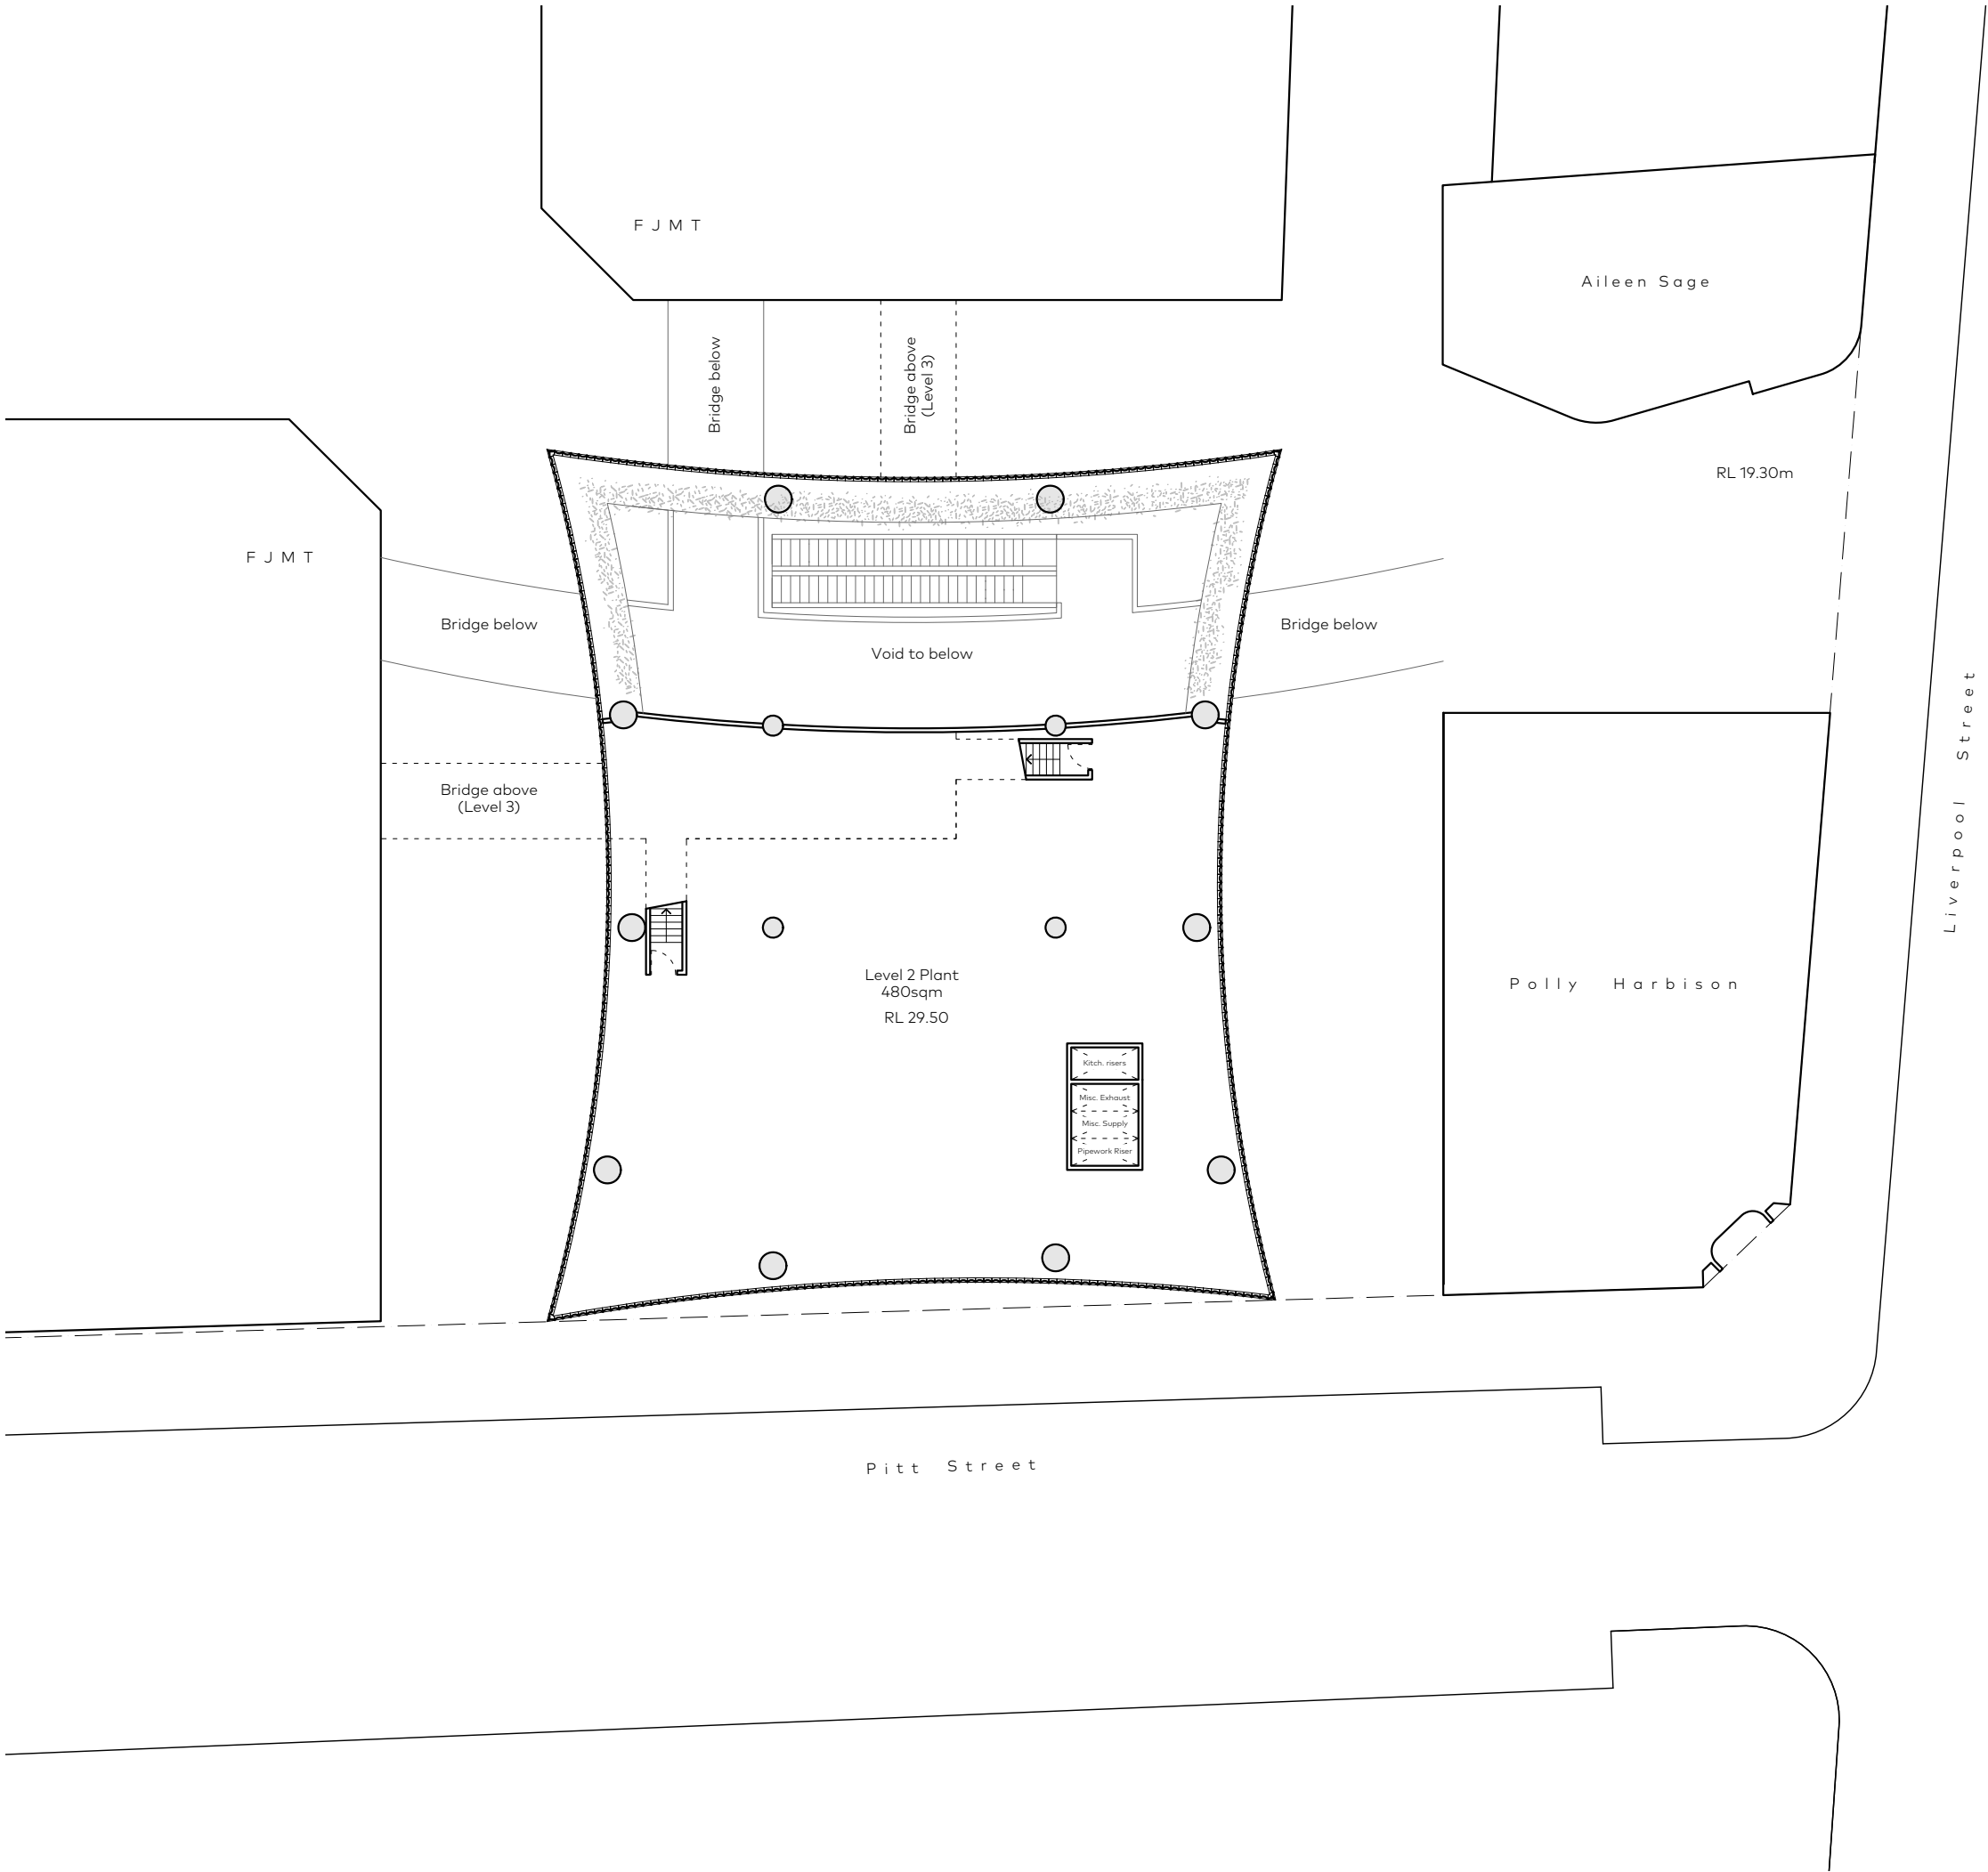 F J M T
Aileen Sage
Bridge below
Bridge above
(Level 3)
RL 19.30m
F J M T
Bridge below
Bridge below
Void to below
Liverpool Street
Bridge above
(Level 3)
Level 2 Plant
480sqm
RL 29.50
Polly Harbison
Kitch. risers
Misc. Exhaust
Misc. Supply
Pipework Riser
Pitt Street